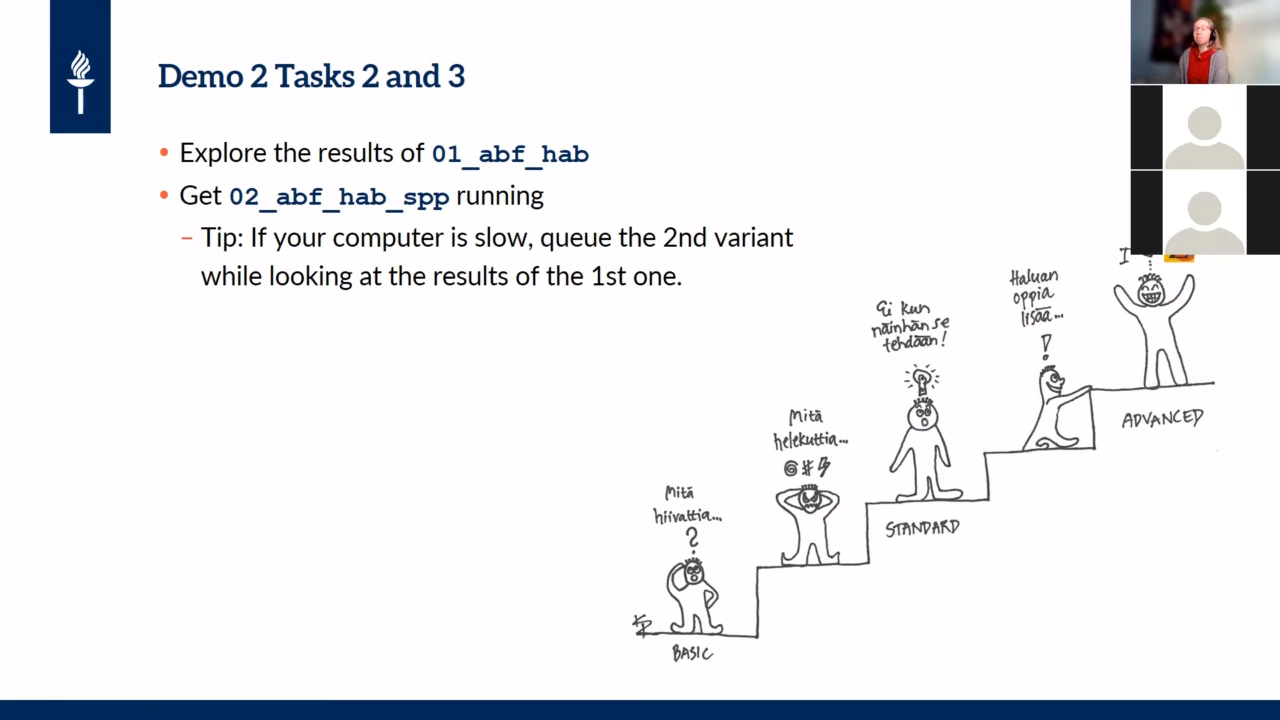 Demo 2 Tasks 2 and 3
• Explore the results of 01_abf_hab
• Get 02_abf_hab_spp running
– Tip: If your computer is slow, queue the 2nd variant
while looking at the results of the 1st one.
Mitä
hiivattia...
?
BASIC
Mitä
helekuttia...
@#
Ei kun
näinhän se
tehdään!
STANDARD
Haluan
oppia
lisää...
!
I
ADVANCED